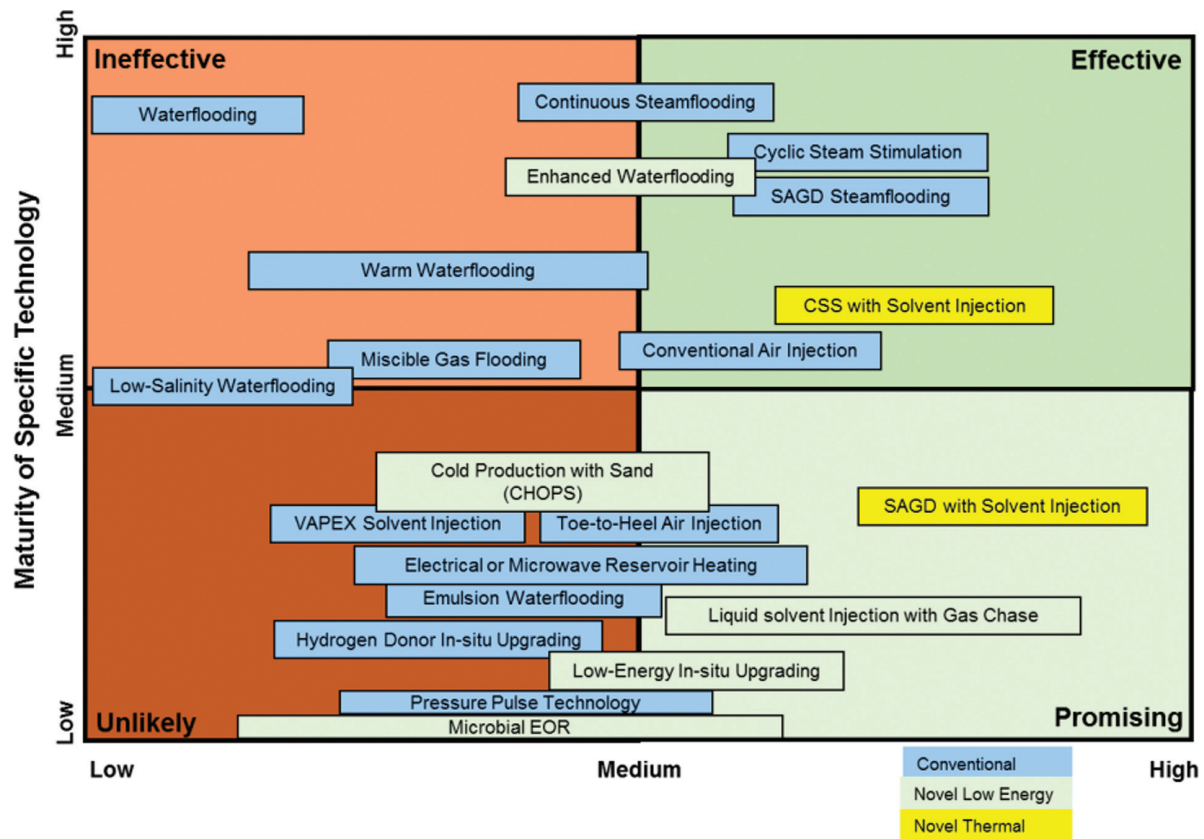 High
Ineffective
Effective
Waterflooding
Continuous Steamflooding
Cyclic Steam Stimulation
Enhanced Waterflooding
SAGD Steamflooding
Maturity of Specific Technology
Warm Waterflooding
CSS with Solvent Injection
Conventional Air Injection
Miscible Gas Flooding
Low-Salinity Waterflooding
Medium
Cold Production with Sand
(CHOPS)
SAGD with Solvent Injection
VAPEX Solvent Injection
Toe-to-Heel Air Injection
Electrical or Microwave Reservoir Heating
Emulsion Waterflooding
Liquid solvent Injection with Gas Chase
Hydrogen Donor In-situ Upgrading
Low-Energy In-situ Upgrading
Pressure Pulse Technology
Low
Unlikely
Microbial EOR
Promising
Low
Medium
High
Conventional
Novel Low Energy
Novel Thermal